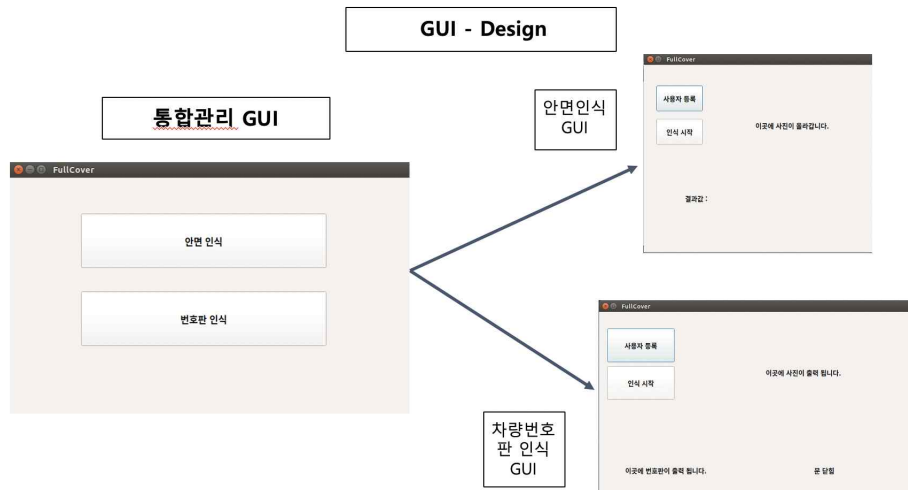 GUI - Design
통합관리 GUI
FullCover
안면 인식
번호판 인식
안면인식
GUI
FullCover
사용자 등록
인식 시작
이곳에 사진이 올라갑니다.
결과값 :
차량번호
판 인식
GUI
FullCover
사용자 등록
인식 시작
이곳에 사진이 출력 됩니다.
이곳에 번호판이 출력 됩니다.
문 닫힘